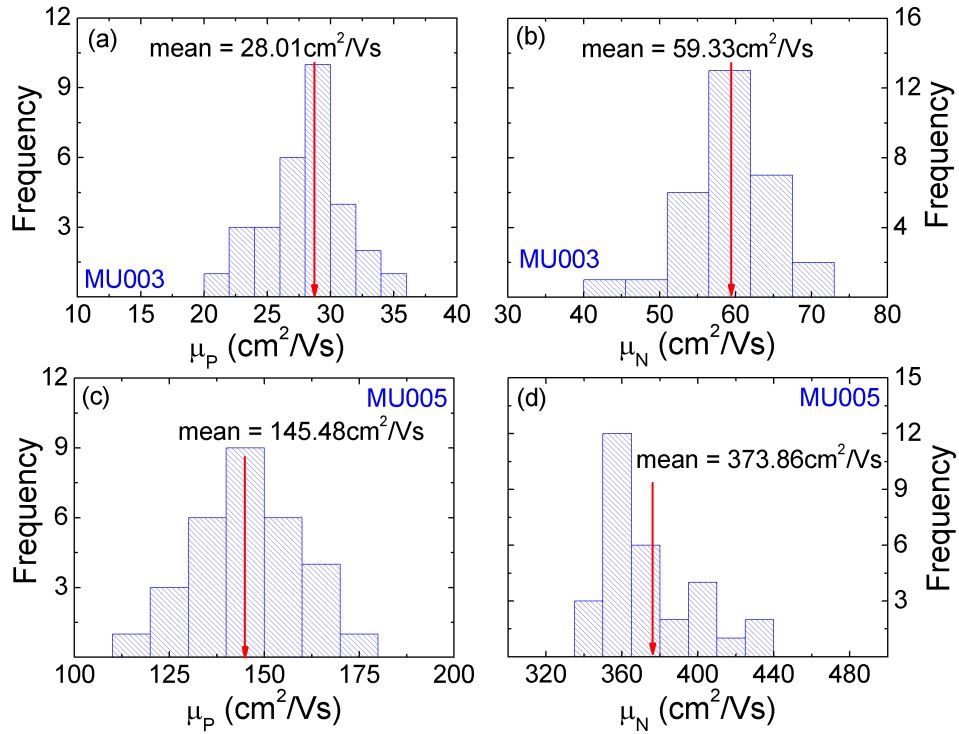 (a)
mean = 28.01cm²/Vs
MU003
Frequency
12
9
6
3
10 15 20 25 30 35 40
μP (cm²/Vs)
(b)
mean = 59.33cm²/Vs
MU003
Frequency
16
12
8
4
30 40 50 60 70 80
μN (cm²/Vs)
(c)
MU005
mean = 145.48cm²/Vs
Frequency
12
9
6
3
100 125 150 175 200
μP (cm²/Vs)
(d)
MU005
mean = 373.86cm²/Vs
Frequency
15
12
9
6
3
300 360 420 480
μN (cm²/Vs)